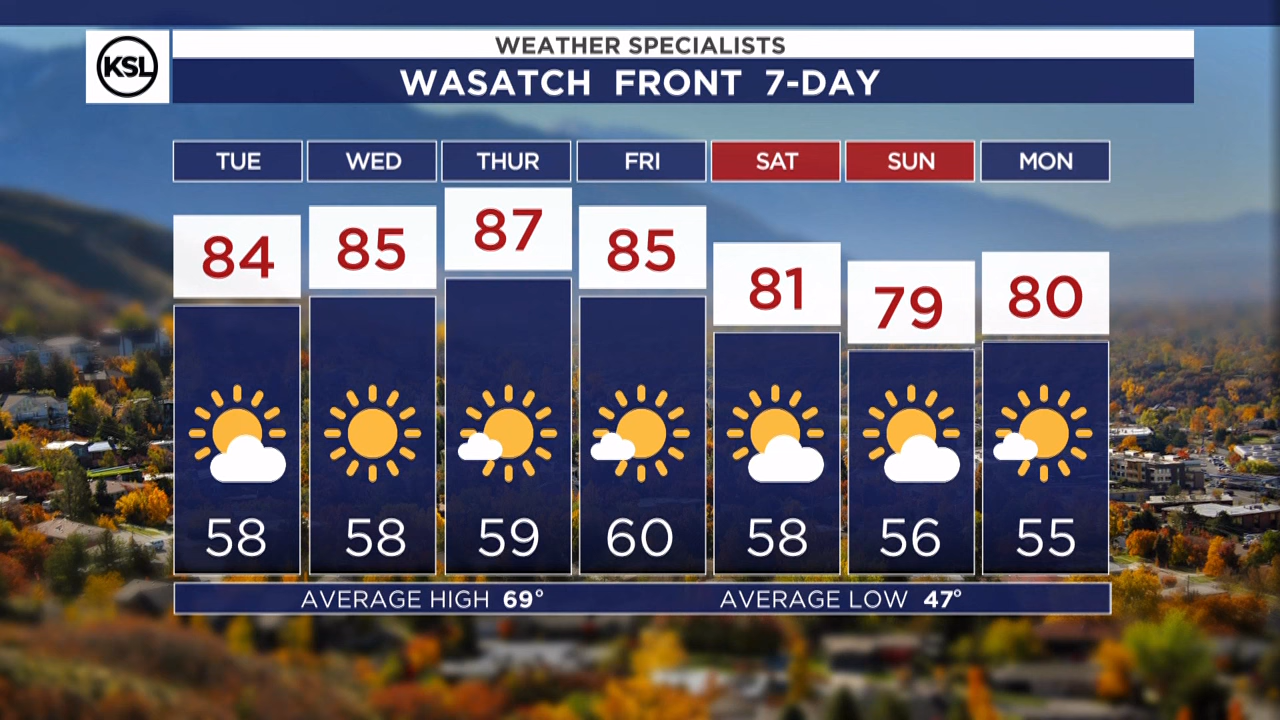 KSL
WEATHER SPECIALISTS
WASATCH FRONT 7-DAY
TUE WED THUR FRI SAT SUN MON
84 85 87 85 81 79 80
58 58 59 60 58 56 55
AVERAGE HIGH 69° AVERAGE LOW 47°